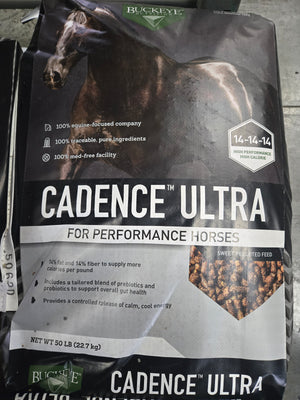 BUCKEYE
100% equine-focused company
100% traceable, pure ingredients
100% med-free facility
14-14-14
HIGH PERFORMANCE
HIGH CALORIE
CADENCE™ ULTRA
FOR PERFORMANCE HORSES
SWEET PELLETED FEED
14% fat and 14% fiber to supply more
calories per pound
Includes a tailored blend of prebiotics and
probiotics to support overall gut health
Provides a controlled release of calm, cool energy
NET WT 50 LB (22.7 kg)
BUCKEYE
CADENCE™ ULTRA